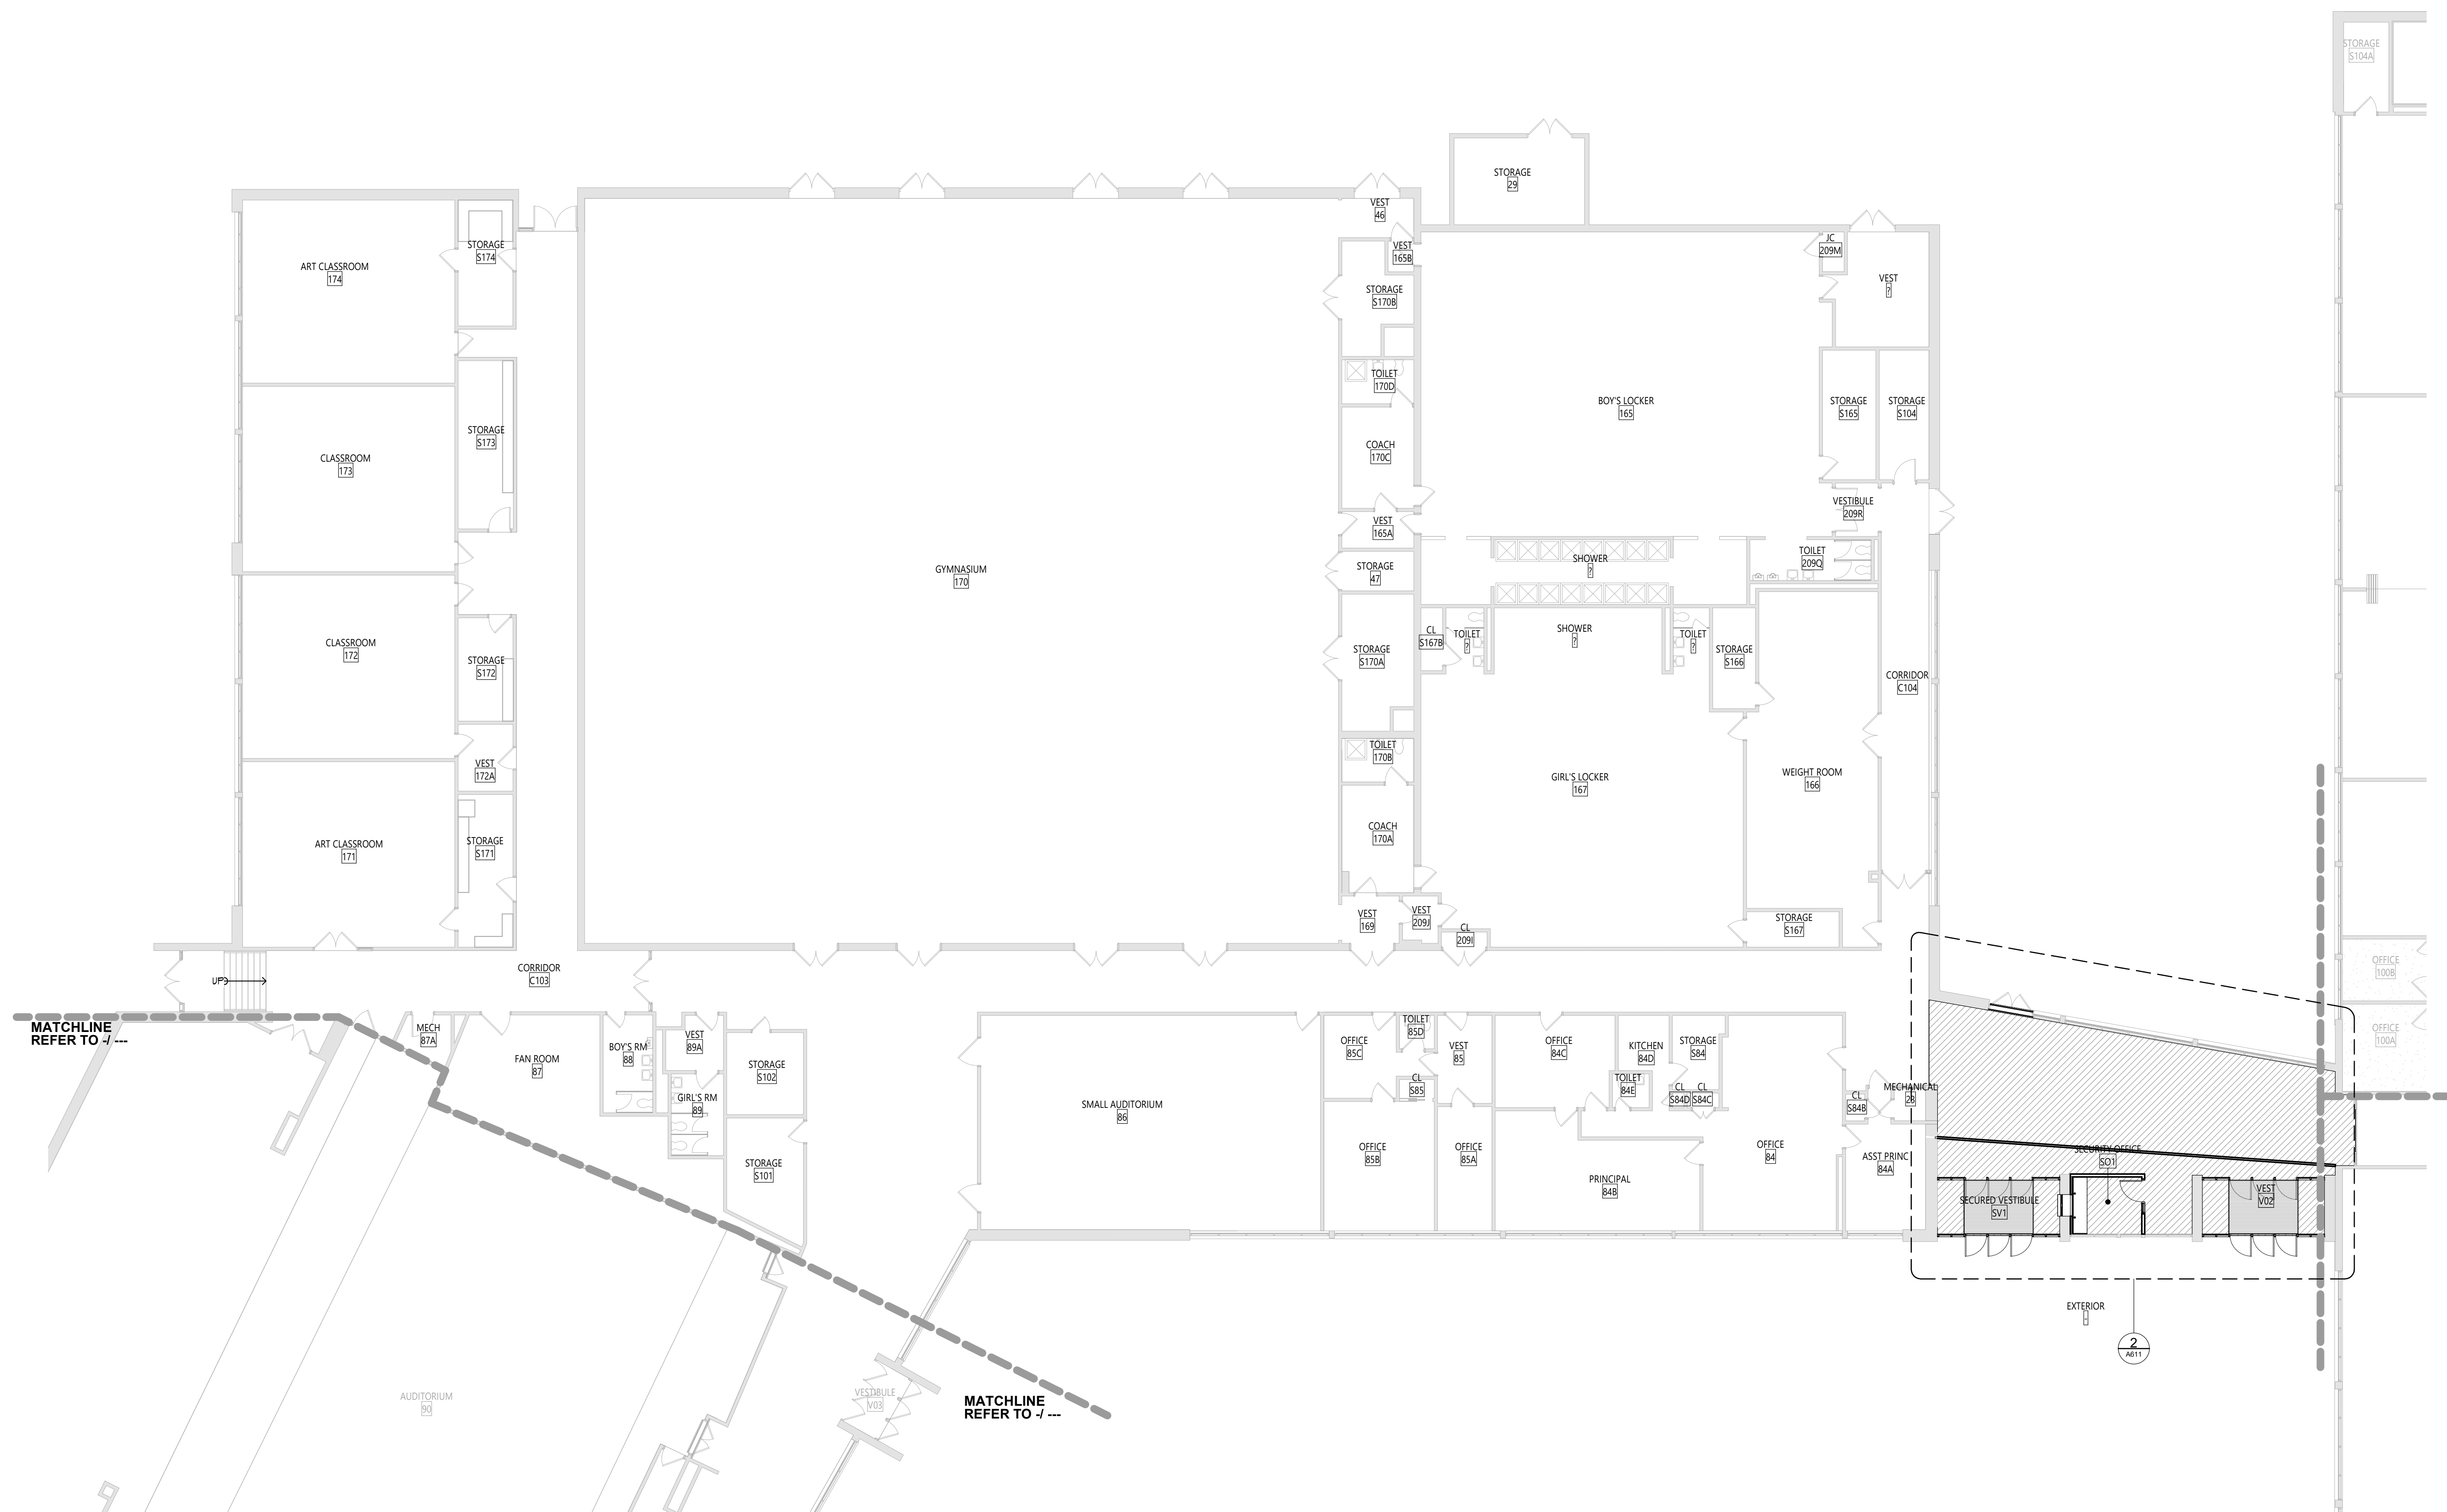 STORAGE
S104A
STORAGE
29
VEST
46
VEST
165B
JC
209M
STORAGE
S174
ART CLASSROOM
174
STORAGE
S170B
VEST
?
TOILET
170D
BOY'S LOCKER
165
STORAGE
S165
STORAGE
S104
STORAGE
S173
COACH
170C
CLASSROOM
173
VESTIBULE
209R
VEST
165A
TOILET
209Q
SHOWER
?
GYMNASIUM
170
STORAGE
47
CL
S167B
TOILET
?
SHOWER
?
TOILET
?
CLASSROOM
172
STORAGE
S172
STORAGE
S170A
STORAGE
S166
CORRIDOR
C104
TOILET
170B
VEST
172A
GIRL'S LOCKER
167
WEIGHT ROOM
166
COACH
170A
STORAGE
S171
ART CLASSROOM
171
VEST
169
VEST
209J
CL
209I
STORAGE
S167
OFFICE
100B
CORRIDOR
C103
UP
MATCHLINE
REFER TO -/ ---
MECH
87A
FAN ROOM
87
BOY'S RM
88
VEST
89A
STORAGE
S102
GIRL'S RM
89
STORAGE
S101
SMALL AUDITORIUM
86
OFFICE
85C
TOILET
85D
VEST
85
CL
S85
OFFICE
85B
OFFICE
85A
OFFICE
84C
KITCHEN
84D
STORAGE
S84
TOILET
84E
CL
S84D
CL
S84C
PRINCIPAL
84B
OFFICE
84
CL
S84B
MECHANICAL
28
ASST PRINC
84A
OFFICE
100A
SECURITY OFFICE
SO1
SECURED VESTIBULE
SV1
VEST
V02
EXTERIOR
-
2
A611
AUDITORIUM
90
VESTIBULE
V03
MATCHLINE
REFER TO -/ ---